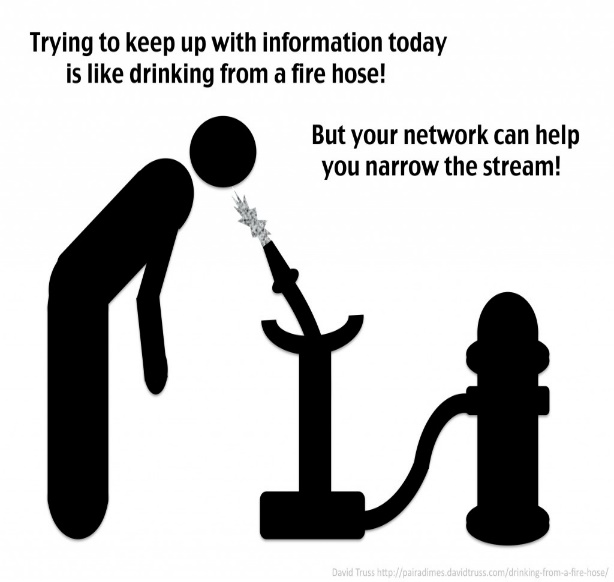 Trying to keep up with information today
is like drinking from a fire hose!
But your network can help
you narrow the stream!
David Truss http://pairadimes.davidtruss.com/drinking-from-a-fire-hose/